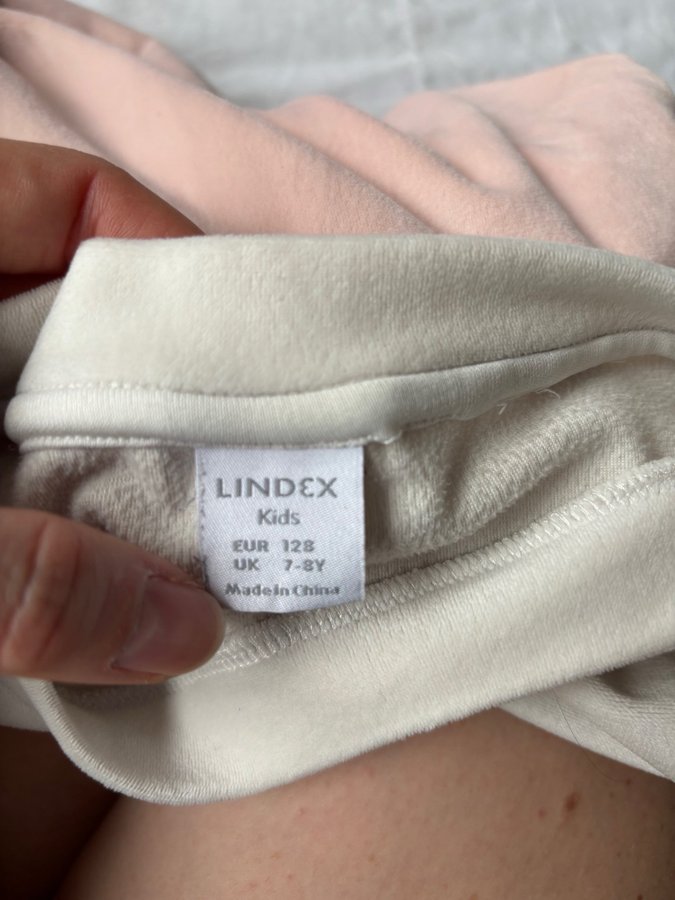 LINDEX
Kids
EUR 128
UK 7-8Y
Made in China